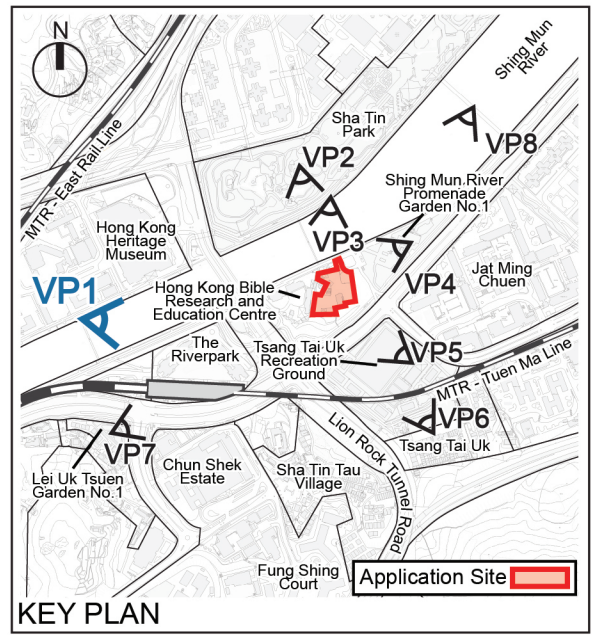 N
Shing Mun
River
Sha Tin
Park
MTR - East Rail Line
VP2
VP8
Shing Mun River
Promenade
Garden No.1
Hong Kong
Heritage
Museum
VP3
VP4
Jat Ming
Chuen
VP1
Hong Kong Bible
Research and
Education Centre
The
Riverpark
Tsang Tai Uk
Recreation
Ground
VP5
MTR - Tuen Ma Line
VP6
Tsang Tai Uk
VP7
Lion Rock Tunnel Road
Lei Uk Tsuen
Garden No.1
Chun Shek
Estate
Sha Tin Tau
Village
Fung Shing
Court
Application Site
KEY PLAN